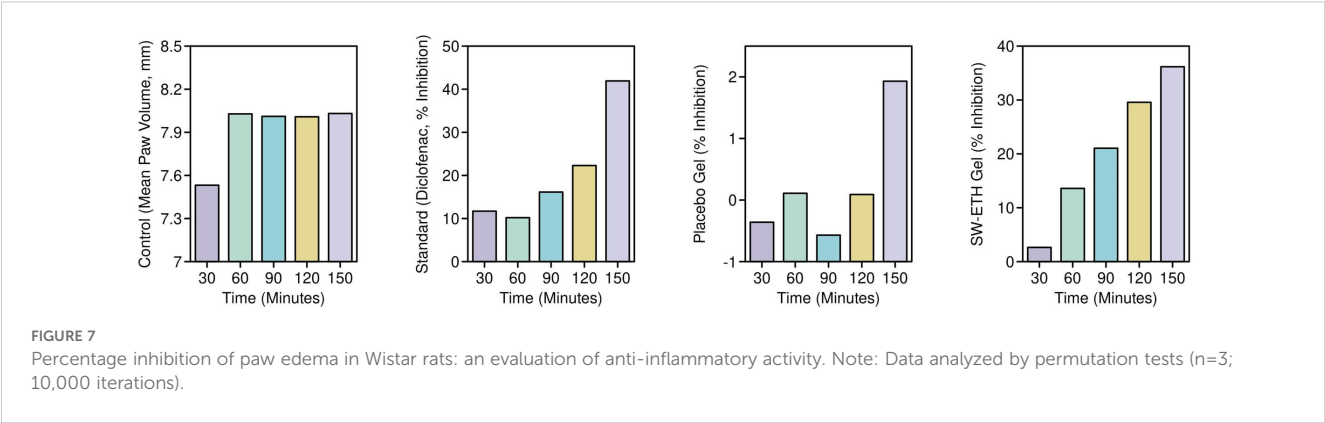 Control (Mean Paw Volume, mm)
8.5
8.2
7.9
7.6
7.3
7
30 60 90 120 150
Time (Minutes)
Standard (Diclofenac, % Inhibition)
50
40
30
20
10
0
30 60 90 120 150
Time (Minutes)
Placebo Gel (% Inhibition)
2
1
0
-1
30 60 90 120 150
Time (Minutes)
SW-ETH Gel (% Inhibition)
40
30
20
10
0
30 60 90 120 150
Time (Minutes)
FIGURE 7
Percentage inhibition of paw edema in Wistar rats: an evaluation of anti-inflammatory activity. Note: Data analyzed by permutation tests (n=3;
10,000 iterations).